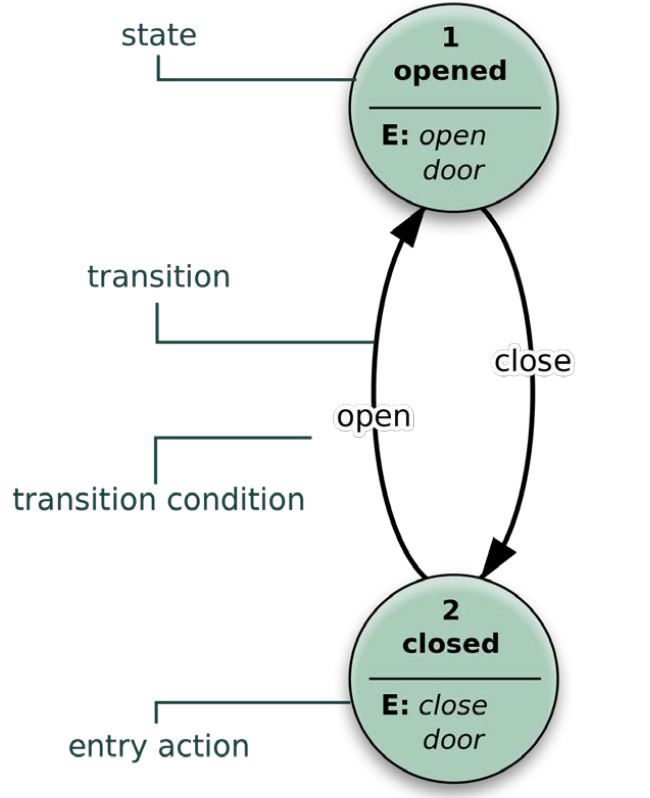 state
1
opened
E: open
door
transition
close
open
transition condition
2
closed
E: close
door
entry action